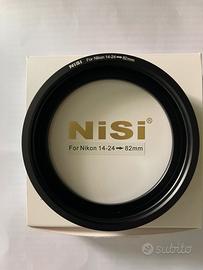 NiSi For Nikon 14-24→82mm
NiSi
For Nikon 14-24→82mm
subito